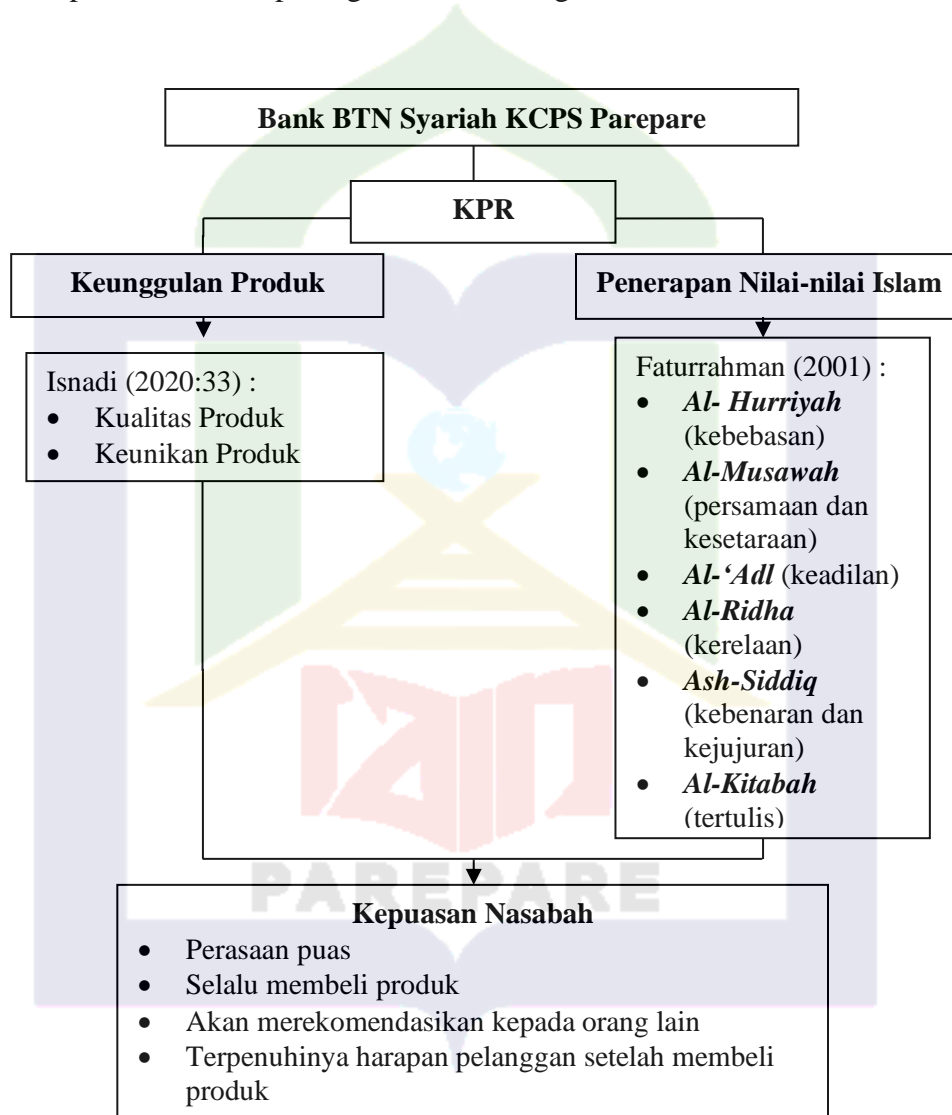 Bank BTN Syariah KCPS Parepare
KPR
Keunggulan Produk
Penerapan Nilai-nilai Islam
Isnadi (2020:33) :
• Kualitas Produk
• Keunikan Produk
Faturrahman (2001) :
• Al- Hurriyah
(kebebasan)
• Al-Musawah
(persamaan dan
kesetaraan)
• Al-‘Adl (keadilan)
• Al-Ridha
(kerelaan)
• Ash-Siddiq
(kebenaran dan
kejujuran)
• Al-Kitabah
(tertulis)
PAREPARE
Kepuasan Nasabah
• Perasaan puas
• Selalu membeli produk
• Akan merekomendasikan kepada orang lain
• Terpenuhinya harapan pelanggan setelah membeli
produk